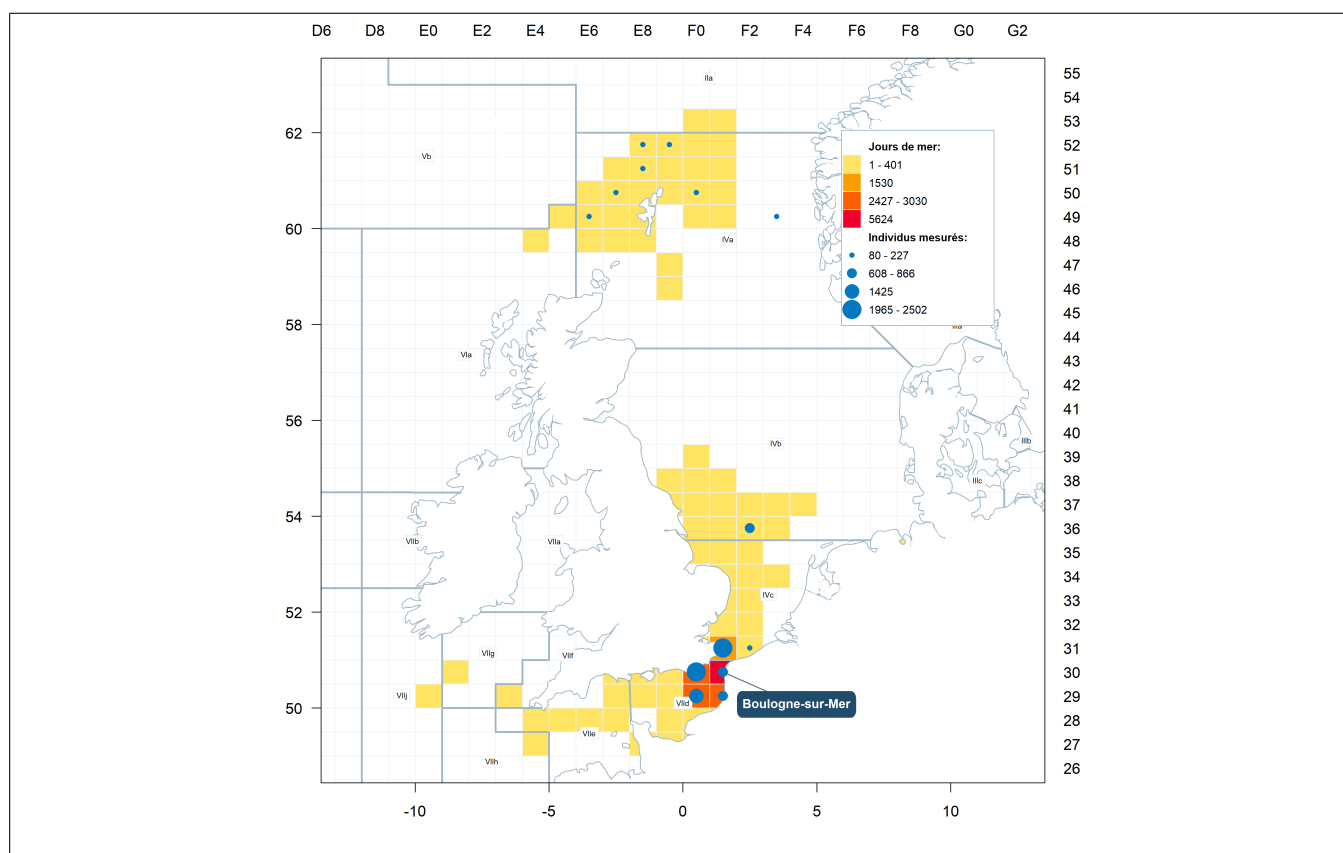 D6 D8 E0 E2 E4 E6 E8 F0 F2 F4 F6 F8 G0 G2
55
54
53
52
51
50
49
48
47
46
45
44
43
42
41
40
39
38
37
36
35
34
33
32
31
30
29
28
27
26
62
60
58
56
54
52
50
-10 -5 0 5 10
IIa
Vb
IVa
VIa
IIIa
IVb
IIIb
IIIc
VIIb
VIIa
IVc
VIIg
VIIf
VIIj
VIId
VIIe
VIIh
Jours de mer:
1 - 401
1530
2427 - 3030
5624
Individus mesurés:
80 - 227
608 - 866
1425
1965 - 2502
Boulogne-sur-Mer